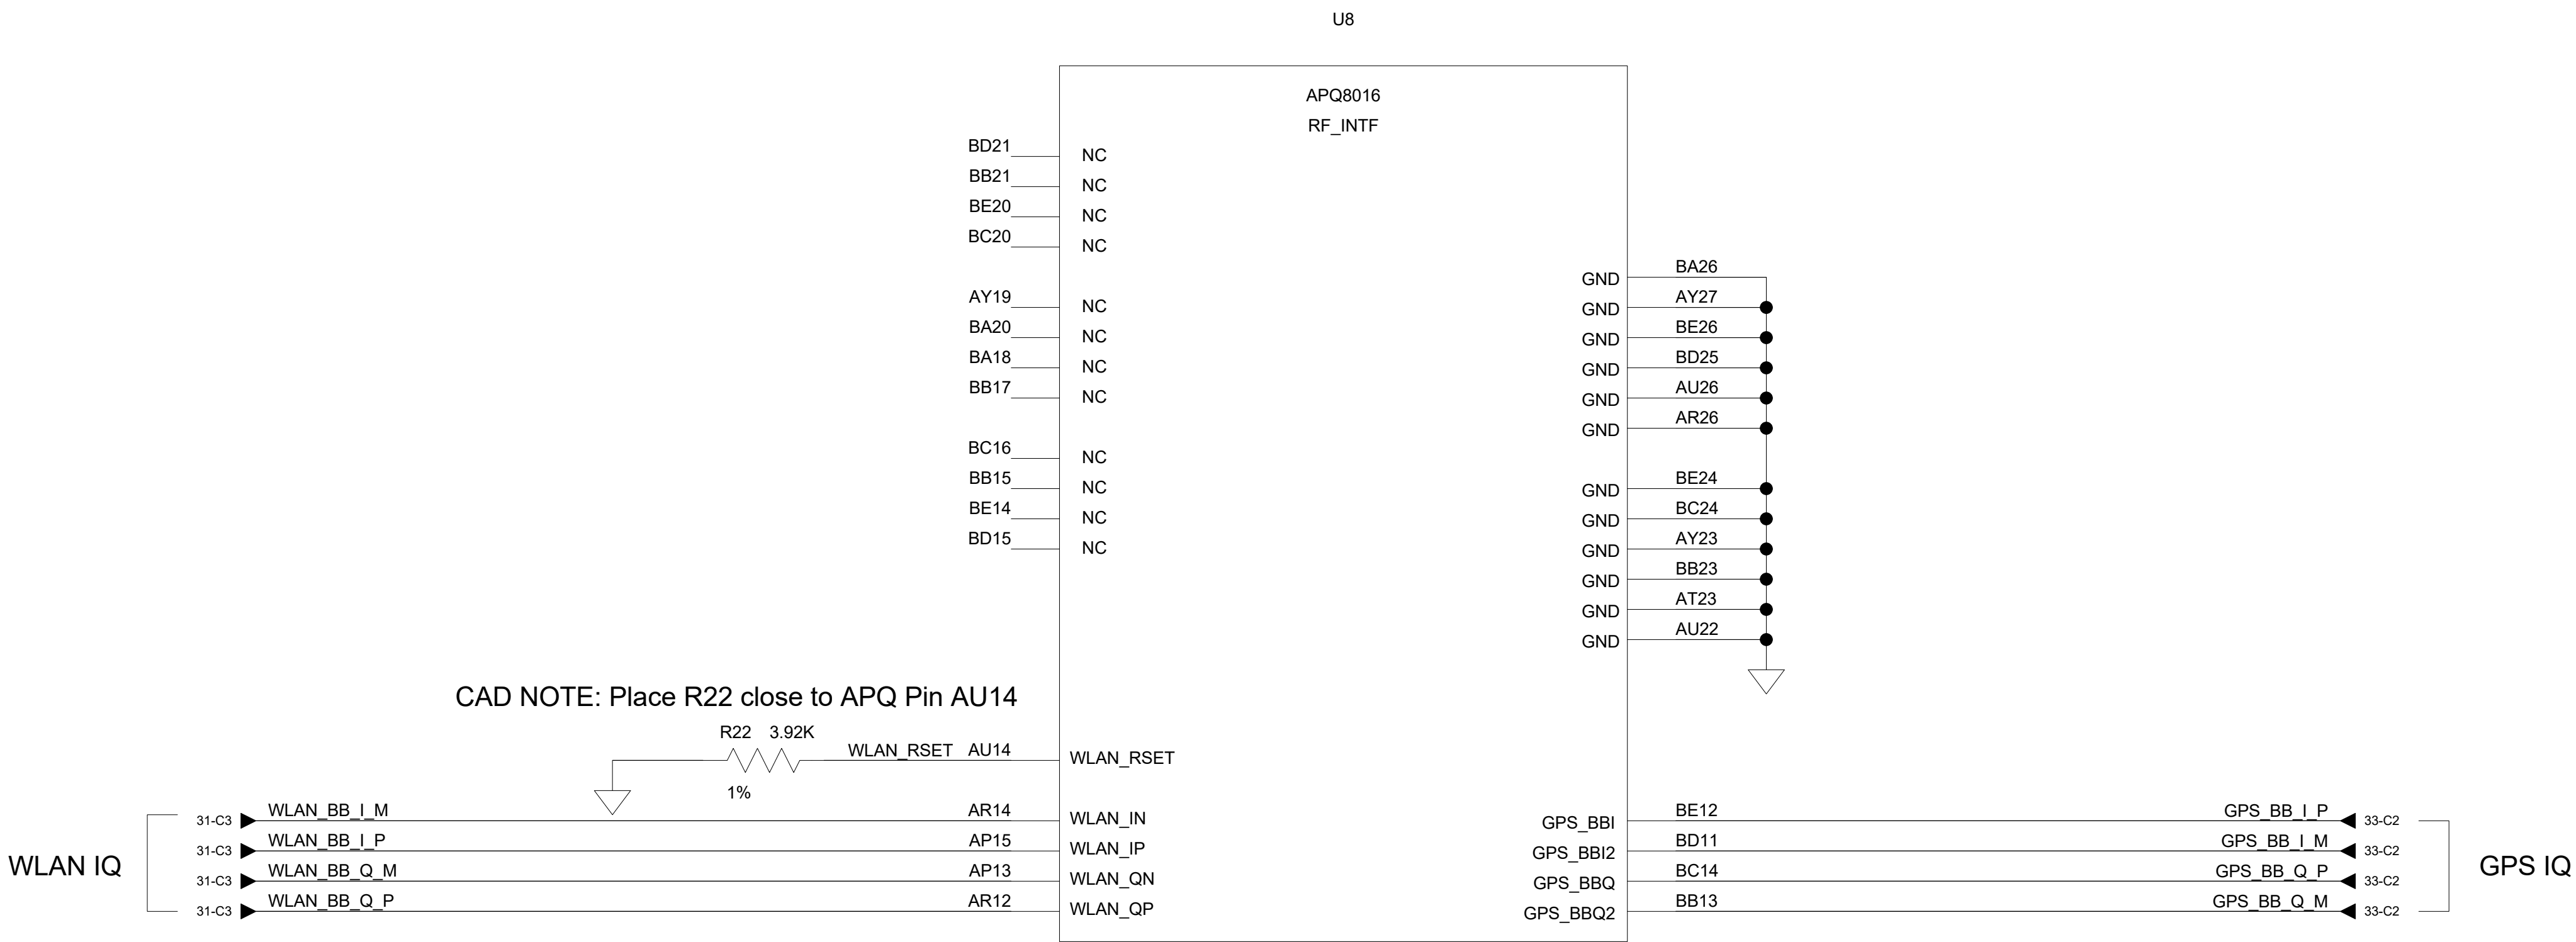 U8
APQ8016
RF_INTF
BD21 NC
BB21 NC
BE20 NC
BC20 NC
GND BA26
AY19 NC GND AY27
BA20 NC GND BE26
BA18 NC GND BD25
BB17 NC GND AU26
GND AR26
BC16 NC
BB15 NC GND BE24
BE14 NC GND BC24
BD15 NC GND AY23
GND BB23
GND AT23
GND AU22
CAD NOTE: Place R22 close to APQ Pin AU14
R22 3.92K
WLAN_RSET AU14 WLAN_RSET
1%
31-C3 WLAN_BB_I_M AR14 WLAN_IN GPS_BBI BE12 GPS_BB_I_P 33-C2
31-C3 WLAN_BB_I_P AP15 WLAN_IP GPS_BBI2 BD11 GPS_BB_I_M 33-C2
WLAN IQ GPS IQ
31-C3 WLAN_BB_Q_M AP13 WLAN_QN GPS_BBQ BC14 GPS_BB_Q_P 33-C2
31-C3 WLAN_BB_Q_P AR12 WLAN_QP GPS_BBQ2 BB13 GPS_BB_Q_M 33-C2